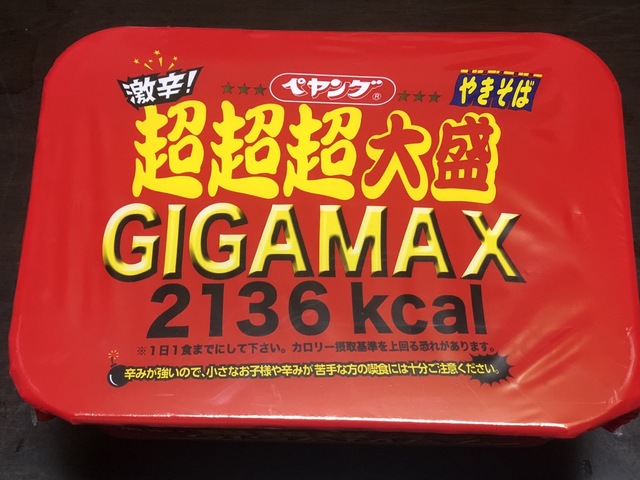 激辛!
ペヤング®
やきそば
超超超大盛
GIGAMAX
2136 kcal
※1日1食までにして下さい。カロリー摂取基準を上回る恐れがあります。
辛みが強いので、小さなお子様や辛みが苦手な方の喫食には十分ご注意ください。